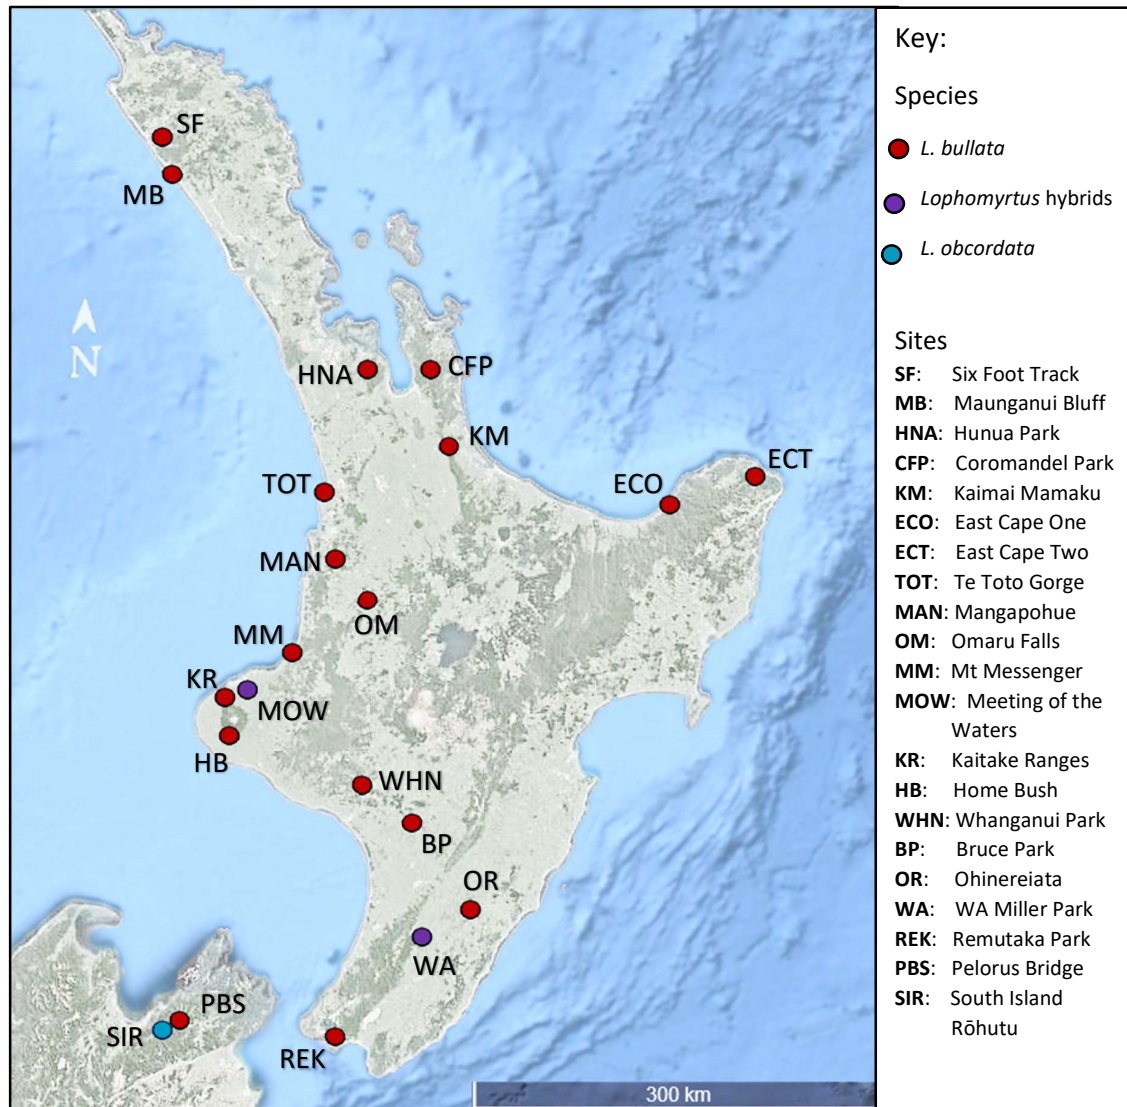 SF
MB
N
HNA
CFP
KM
TOT
ECO
ECT
MAN
OM
MM
KR
MOW
HB
WHN
BP
OR
WA
PBS
SIR
REK
300 km
Key:
Species
L. bullata
Lophomyrtus hybrids
L. obcordata
Sites
SF: Six Foot Track
MB: Maunganui Bluff
HNA: Hunua Park
CFP: Coromandel Park
KM: Kaimai Mamaku
ECO: East Cape One
ECT: East Cape Two
TOT: Te Toto Gorge
MAN: Mangapohue
OM: Omaru Falls
MM: Mt Messenger
MOW: Meeting of the
Waters
KR: Kaitake Ranges
HB: Home Bush
WHN: Whanganui Park
BP: Bruce Park
OR: Ohinereiata
WA: WA Miller Park
REK: Remutaka Park
PBS: Pelorus Bridge
SIR: South Island
Rōhutu